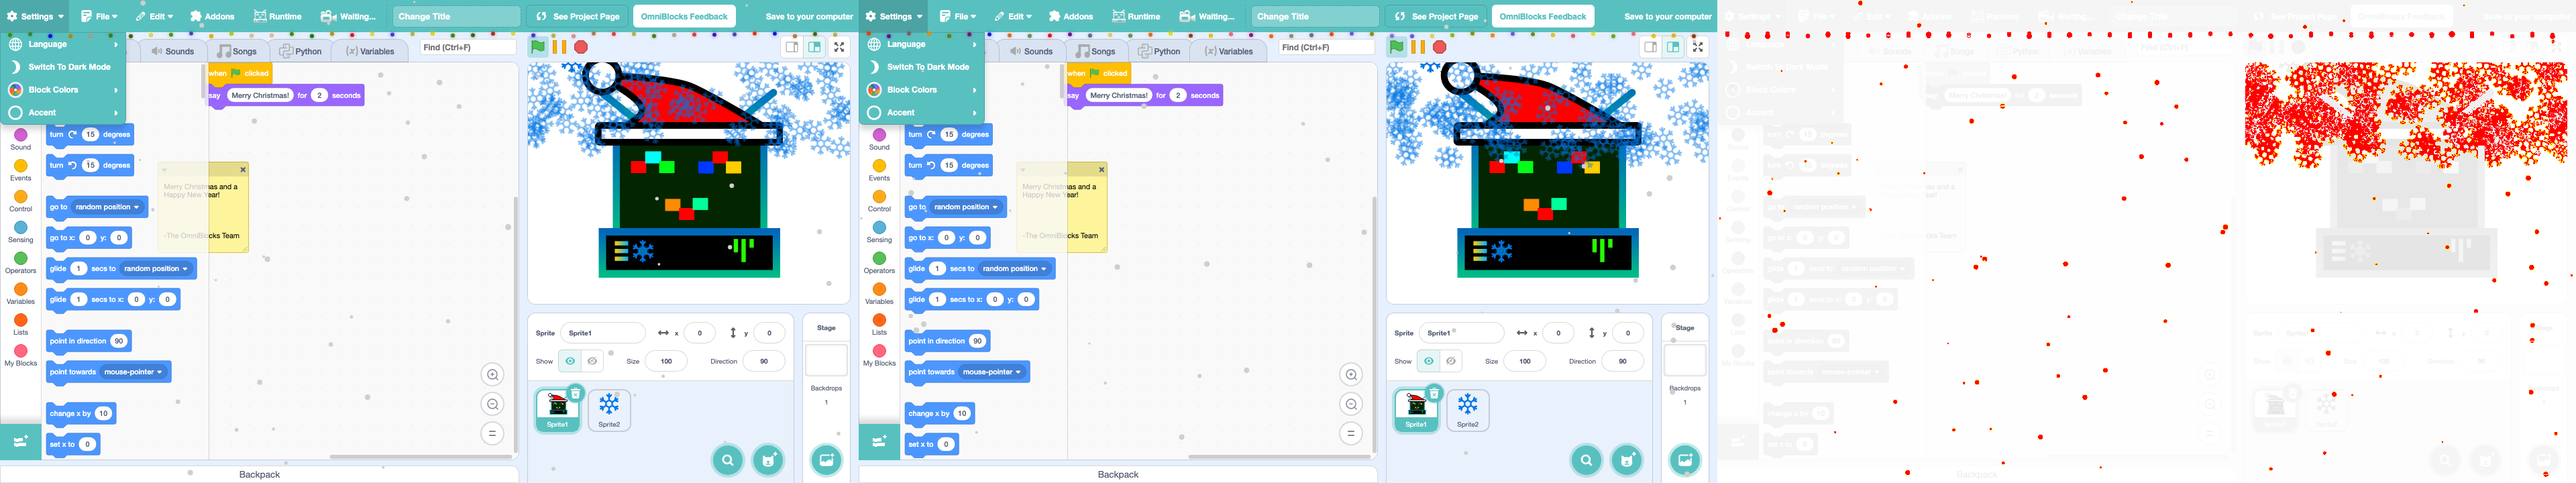 Settings File Edit Addons Runtime Waiting... Change Title See Project Page OmniBlocks Feedback Save to your computer
Language
Switch To Dark Mode
Block Colors
Accent
Sounds Songs Python (x) Variables Find (Ctrl+F)
when clicked
say Merry Christmas! for 2 seconds
Sound
Events
Control
Sensing
Operators
Variables
Lists
My Blocks
turn 15 degrees
turn 15 degrees
go to random position
go to x: 0 y: 0
glide 1 secs to random position
glide 1 secs to x: 0 y: 0
point in direction 90
point towards mouse-pointer
change x by 10
set x to 0
Merry Christmas and a
Happy New Year!
-The OmniBlocks Team
Backpack
Sprite Sprite1 x 0 y 0
Show Size 100 Direction 90
Sprite1 Sprite2
Stage
Backdrops
1
Settings File Edit Addons Runtime Waiting... Change Title See Project Page OmniBlocks Feedback Save to your computer
Language
Switch To Dark Mode
Block Colors
Accent
Sounds Songs Python (x) Variables Find (Ctrl+F)
when clicked
say Merry Christmas! for 2 seconds
Sound
Events
Control
Sensing
Operators
Variables
Lists
My Blocks
turn 15 degrees
turn 15 degrees
go to random position
go to x: 0 y: 0
glide 1 secs to random position
glide 1 secs to x: 0 y: 0
point in direction 90
point towards mouse-pointer
change x by 10
set x to 0
Merry Christmas and a
Happy New Year!
-The OmniBlocks Team
Backpack
Sprite Sprite1 x 0 y 0
Show Size 100 Direction 90
Sprite1 Sprite2
Stage
Backdrops
1
Backpack